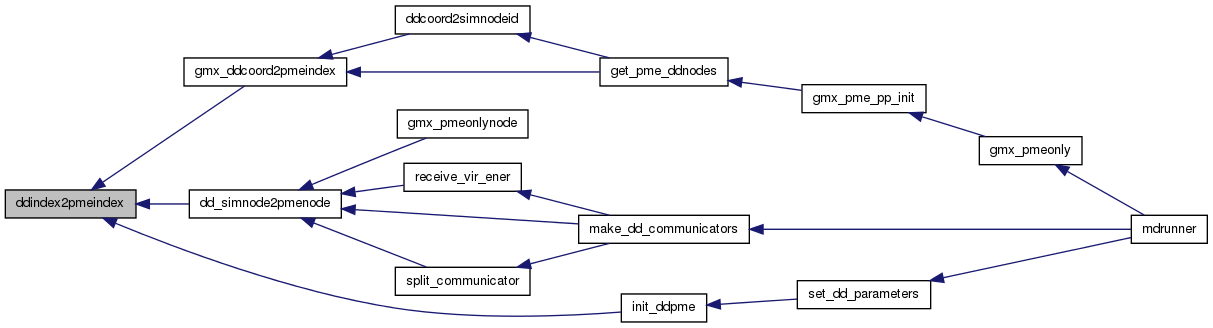 ddcoord2simnodeid
gmx_ddcoord2pmeindex
get_pme_ddnodes
gmx_pme_pp_init
gmx_pmeonlynode
gmx_pmeonly
receive_vir_ener
ddindex2pmeindex
dd_simnode2pmenode
make_dd_communicators
mdrunner
split_communicator
set_dd_parameters
init_ddpme